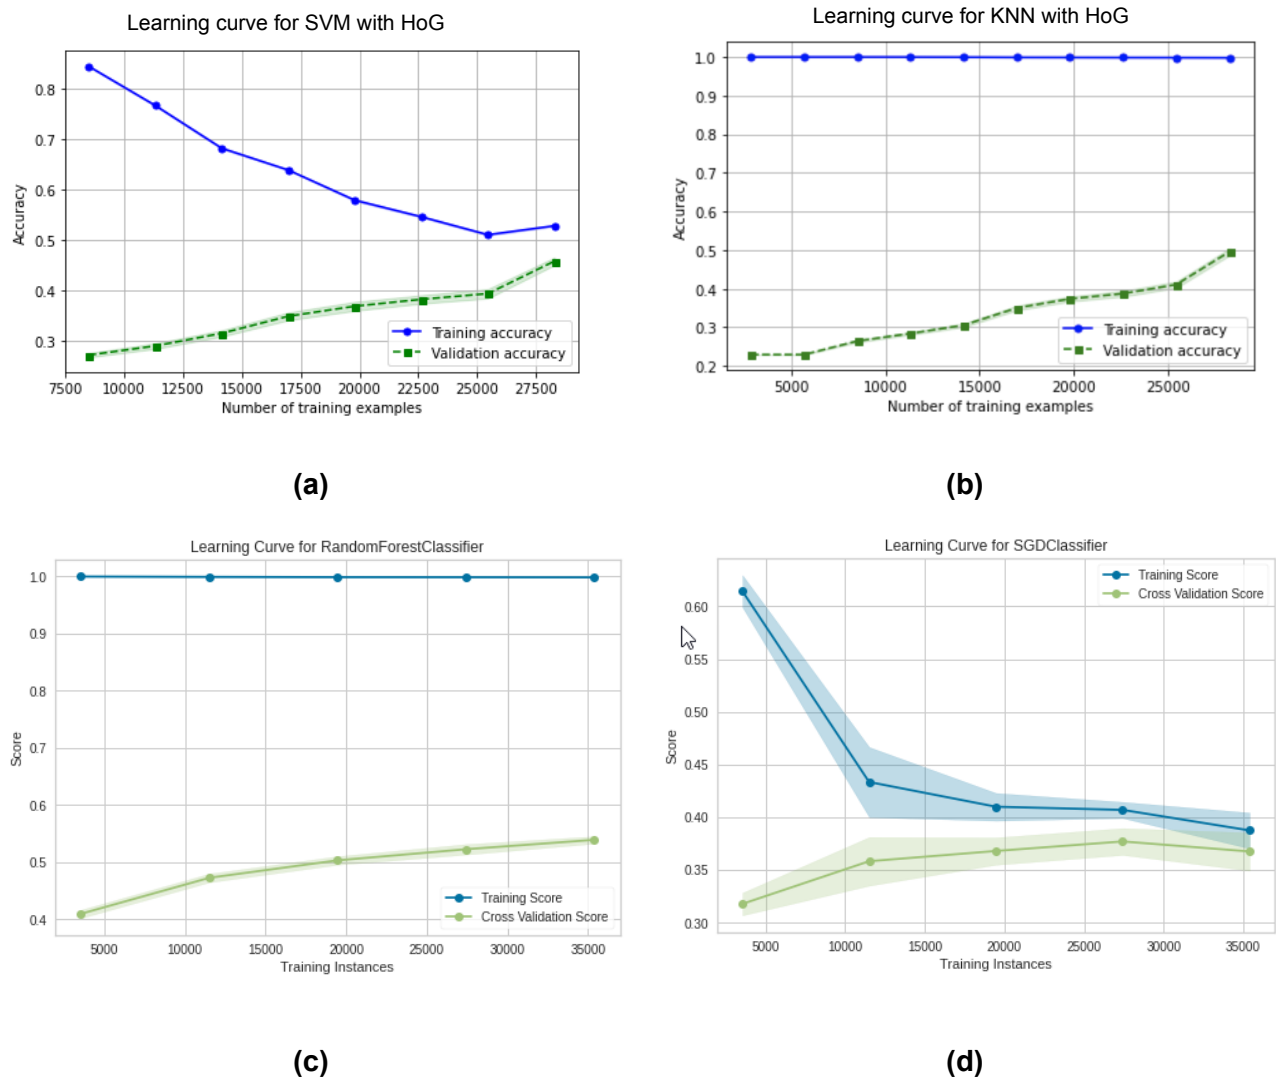 Learning curve for SVM with HoG
0.8
0.7
0.6
0.5
0.4
0.3
Accuracy
Training accuracy
Validation accuracy
7500 10000 12500 15000 17500 20000 22500 25000 27500
Number of training examples
(a)
Learning curve for KNN with HoG
1.0
0.9
0.8
0.7
0.6
0.5
0.4
0.3
0.2
Accuracy
Training accuracy
Validation accuracy
5000 10000 15000 20000 25000
Number of training examples
(b)
Learning Curve for RandomForestClassifier
1.0
0.9
0.8
0.7
0.6
0.5
0.4
Score
Training Score
Cross Validation Score
5000 10000 15000 20000 25000 30000 35000
Training Instances
(c)
Learning Curve for SGDClassifier
Training Score
Cross Validation Score
0.60
0.55
0.50
0.45
0.40
0.35
0.30
Score
5000 10000 15000 20000 25000 30000 35000
Training Instances
(d)